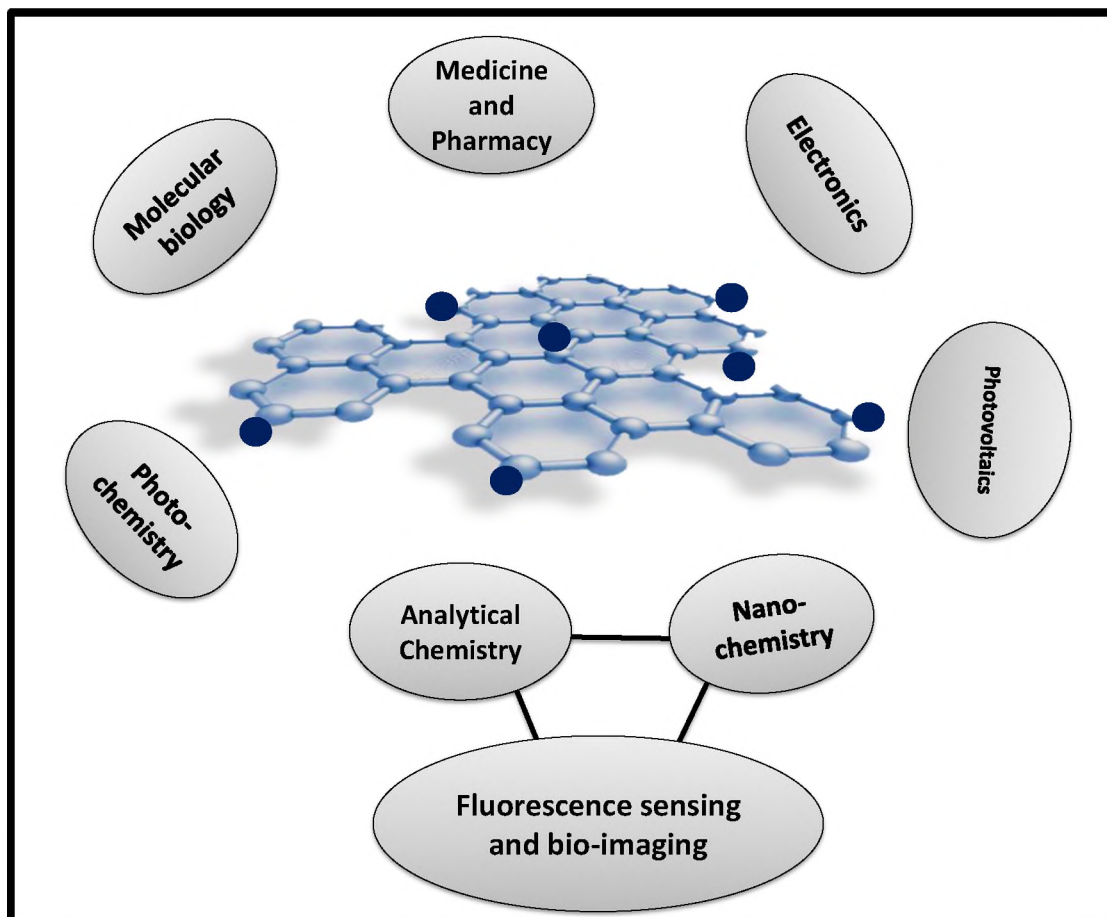 Medicine
and
Pharmacy
Electronics
Molecular
biology
Photovoltaics
Photo-
chemistry
Analytical
Chemistry
Nano-
chemistry
Fluorescence sensing
and bio-imaging